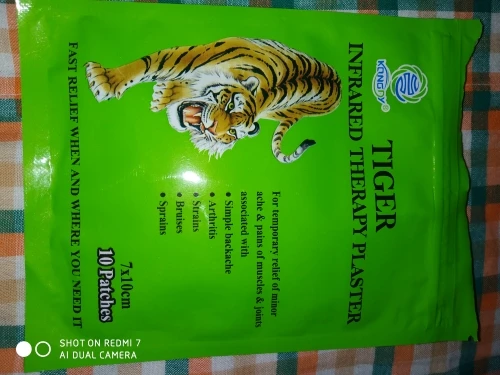 KONGDY®
TIGER
INFRARED THERAPY PLASTER
For temporary relief of minor
ache & pains of muscles & joints
associated with
• Simple backache
• Arthritis
• Strains
• Bruises
• Sprains
7x10cm
10 Patches
FAST RELIEF WHEN AND WHERE YOU NEED IT
SHOT ON REDMI 7
AI DUAL CAMERA